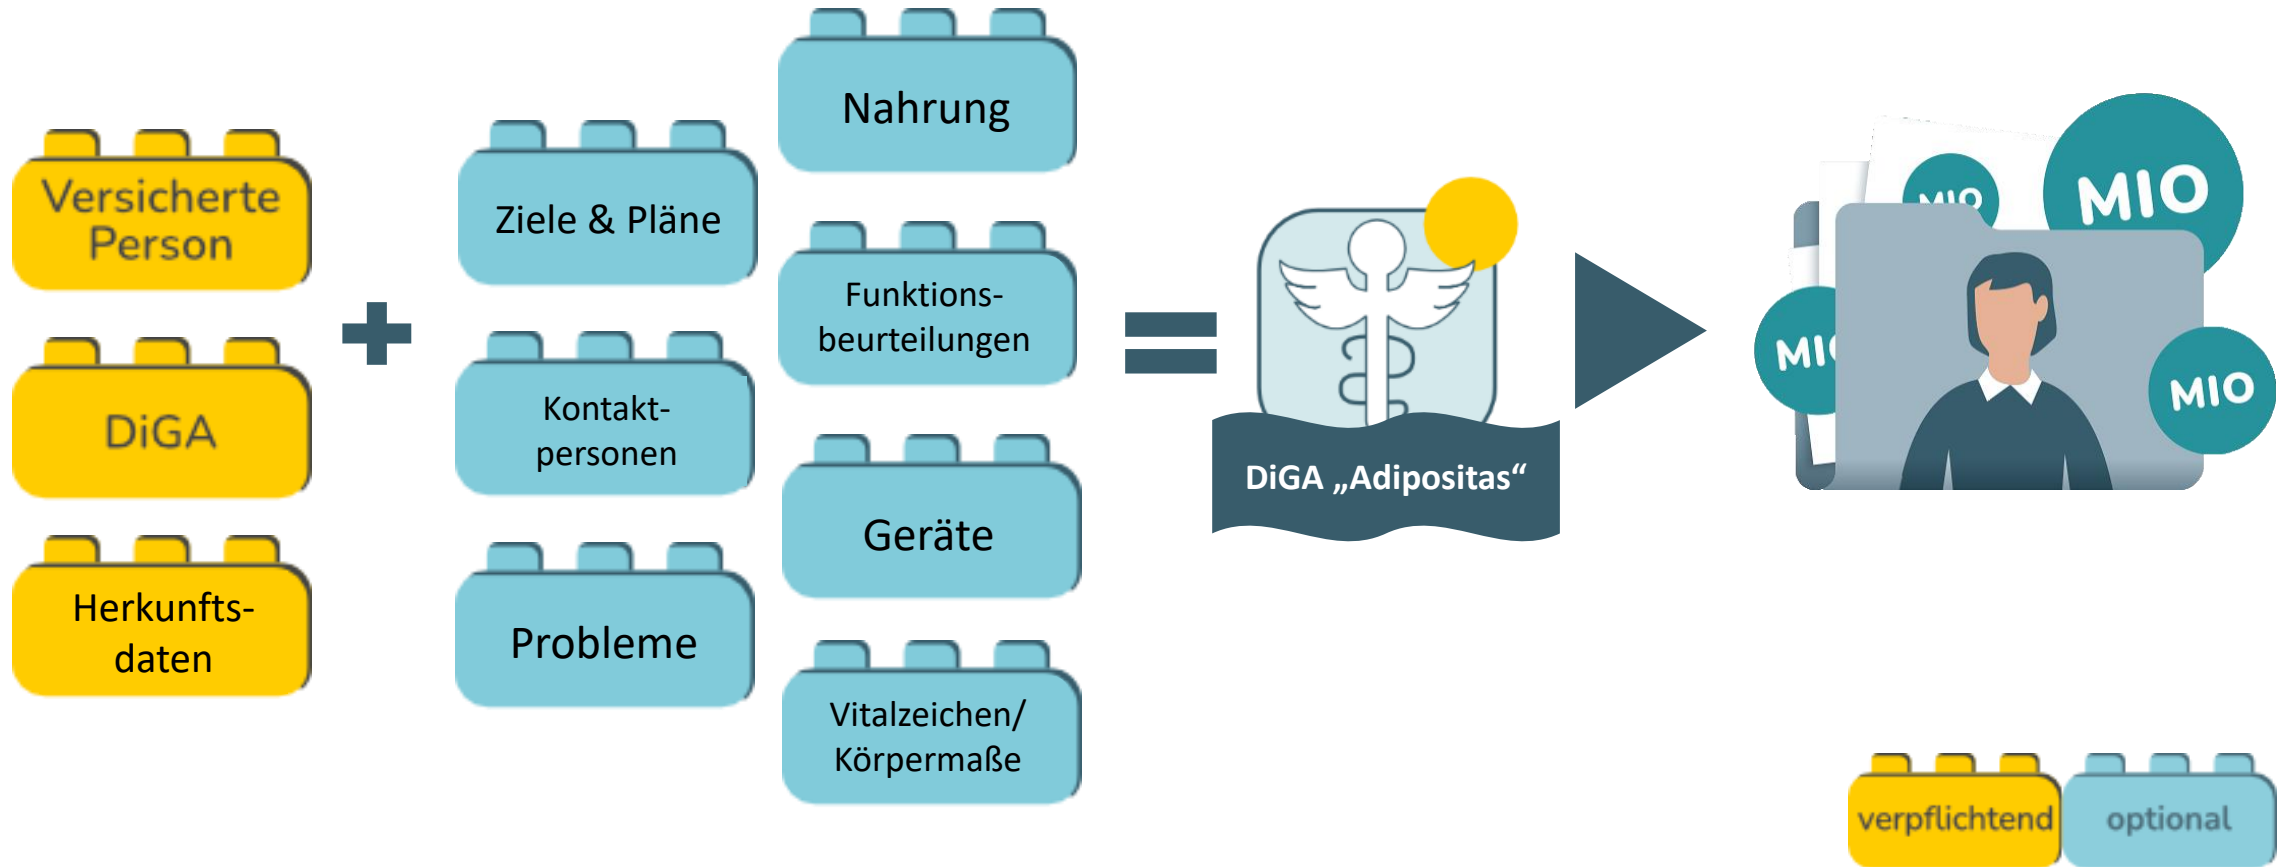 Versicherte
Person
DiGA
Herkunfts-
daten
Ziele & Pläne
Kontakt-
personen
Probleme
Nahrung
Funktions-
beurteilungen
Geräte
Vitalzeichen/
Körpermaße
DiGA „Adipositas“
MIO
MIO
MIO
verpflichtend
optional